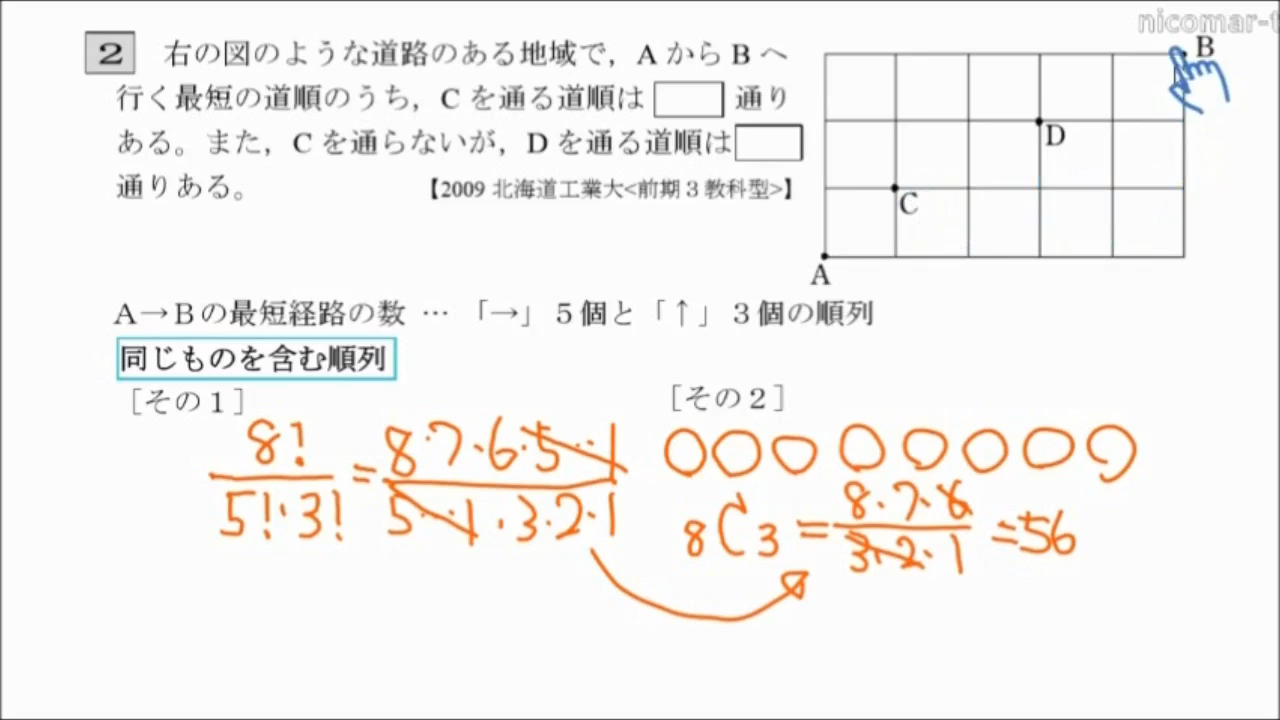 nicomar-t
2 右の図のような道路のある地域で，AからBへ
行く最短の道順のうち，Cを通る道順は 通り
ある。また，Cを通らないが，Dを通る道順は
通りある。 【2009 北海道工業大<前期3教科型>】
B
D
C
A
A→Bの最短経路の数 … 「→」5個と「↑」3個の順列
同じものを含む順列
［その1］
8!/5!·3! = 8·7·6·5··1/5··1·3·2·1
［その2］
○○○○○○○○
8C3 = 8·7·6/3·2·1 = 56